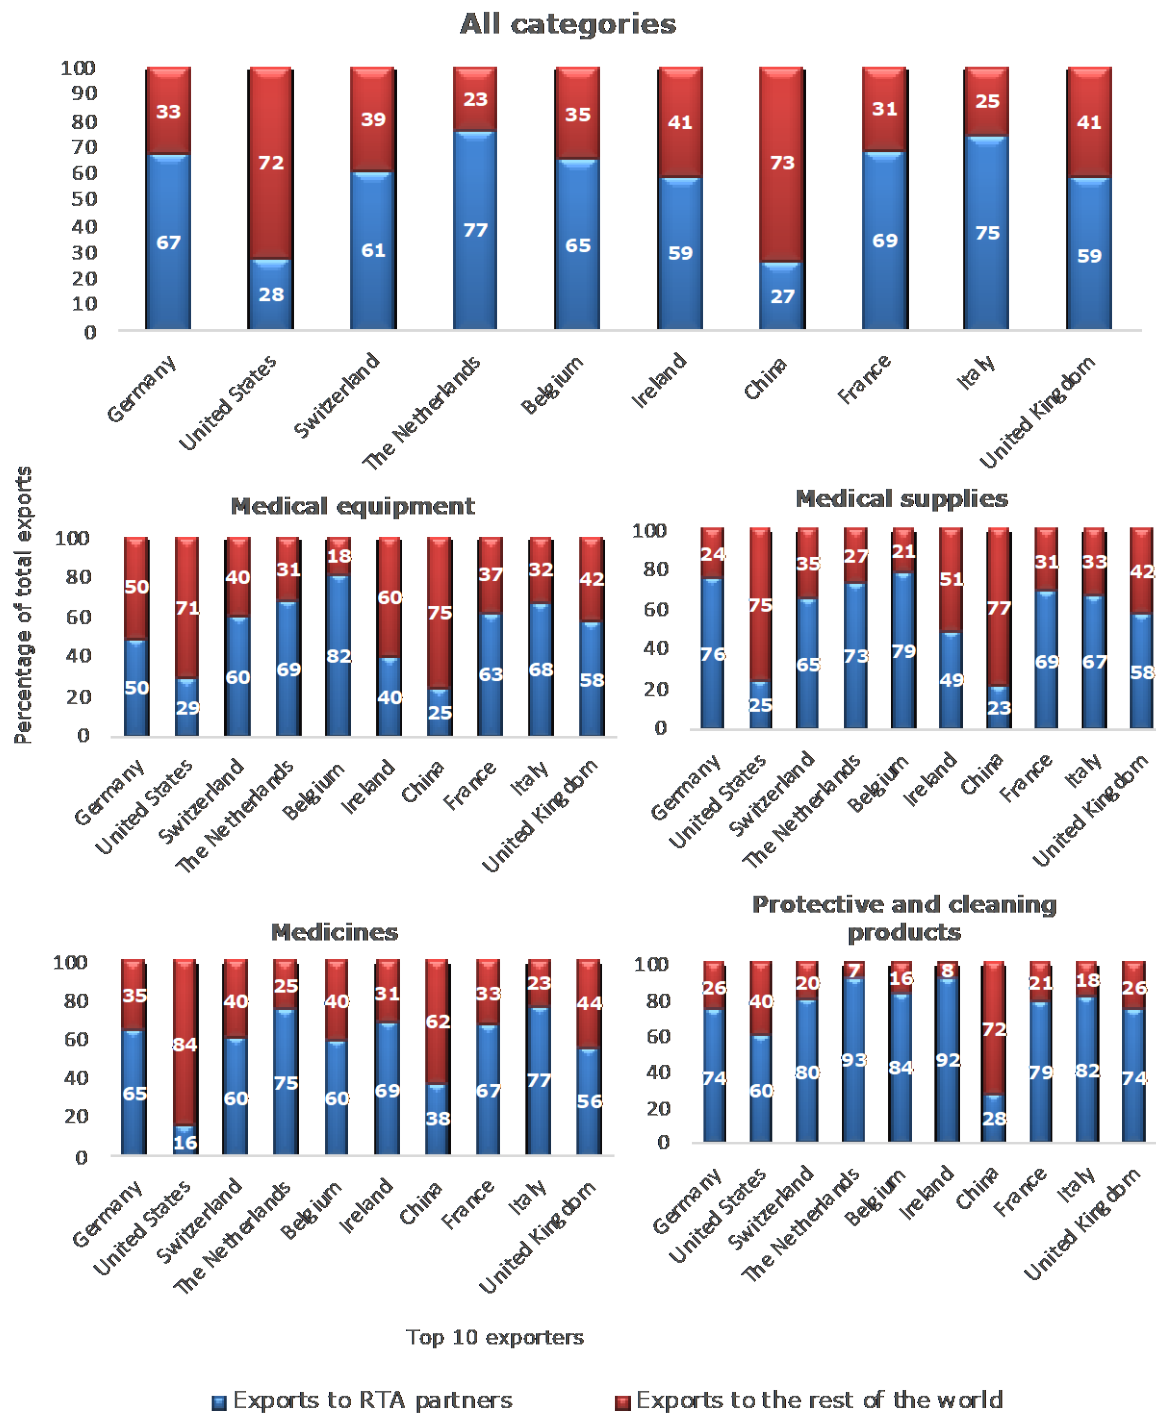 All categories
100
90
80
70
60
50
40
30
20
10
0
33 72 39 23 35 41 73 31 25 41
67 28 61 77 65 59 27 69 75 59
Germany
United States
Switzerland
The Netherlands
Belgium
Ireland
China
France
Italy
United Kingdom
Percentage of total exports
Medical equipment
100
80
60
40
20
0
50 71 40 31 18 60 75 37 32 42
50 29 60 69 82 40 25 63 68 58
Germany
United States
Switzerland
The Netherlands
Belgium
Ireland
China
France
Italy
United Kingdom
Medical supplies
100
80
60
40
20
0
24 75 35 27 21 51 77 31 33 42
76 25 65 73 79 49 23 69 67 58
Germany
United States
Switzerland
The Netherlands
Belgium
Ireland
China
France
Italy
United Kingdom
Medicines
100
80
60
40
20
0
35 84 40 25 40 31 62 33 23 44
65 16 60 75 60 69 38 67 77 56
Germany
United States
Switzerland
The Netherlands
Belgium
Ireland
China
France
Italy
United Kingdom
Protective and cleaning
products
100
80
60
40
20
0
26 40 20 7 16 8 72 21 18 26
74 60 80 93 84 92 28 79 82 74
Germany
United States
Switzerland
The Netherlands
Belgium
Ireland
China
France
Italy
United Kingdom
Top 10 exporters
Exports to RTA partners
Exports to the rest of the world